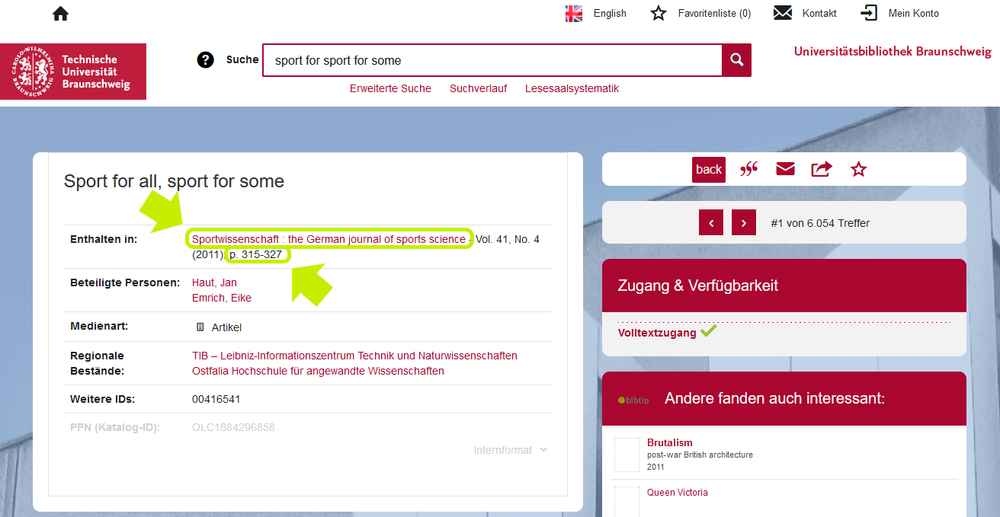 English
Favoritenliste (0)
Kontakt
Mein Konto
CAROLO-WILHELMINA
BRAUNSCHWEIG
Technische
Universität
Braunschweig
? Suche
sport for sport for some
Universitätsbibliothek Braunschweig
Erweiterte Suche
Suchverlauf
Lesesaalsystematik
Sport for all, sport for some
Enthalten in: Sportwissenschaft : the German journal of sports science - Vol. 41, No. 4
(2011), p. 315-327
Beteiligte Personen: Haut, Jan
Emrich, Eike
Medienart: Artikel
Regionale Bestände: TIB – Leibniz-Informationszentrum Technik und Naturwissenschaften
Ostfalia Hochschule für angewandte Wissenschaften
Weitere IDs: 00416541
PPN (Katalog-ID): OLC1884296858
Internformat
back
#1 von 6.054 Treffer
Zugang & Verfügbarkeit
Volltextzugang
bibtip
Andere fanden auch interessant:
Brutalism
post-war British architecture
2011
Queen Victoria